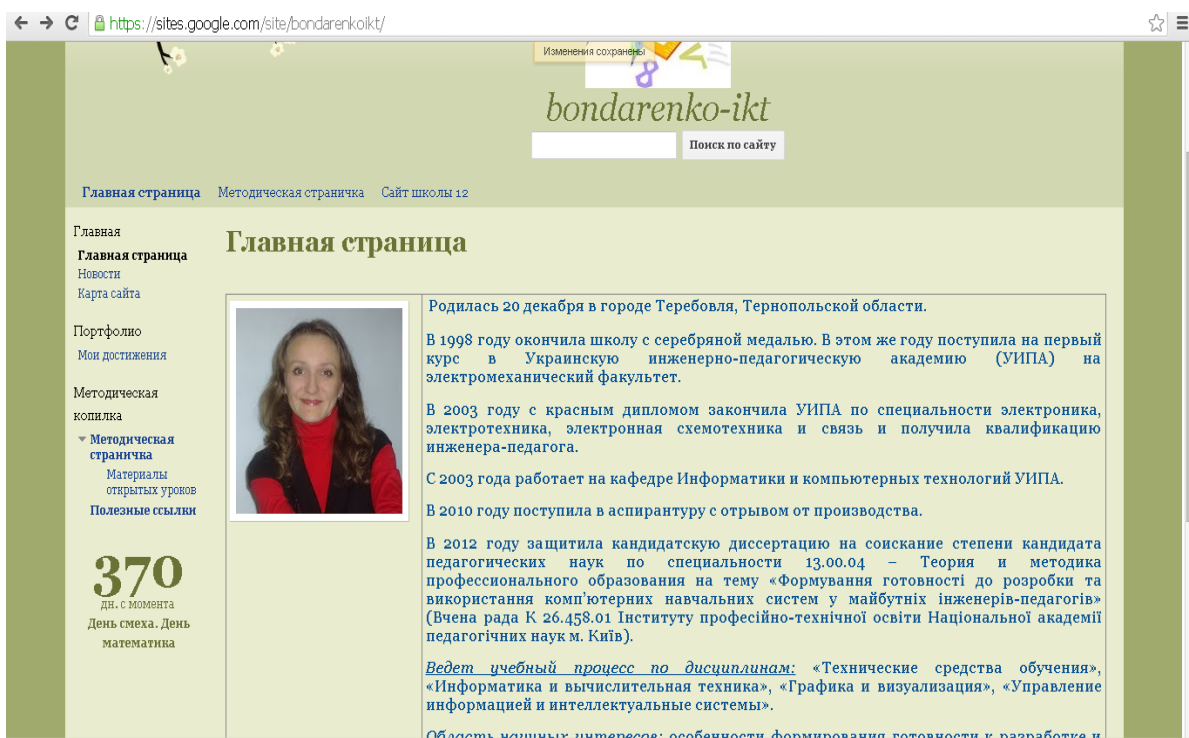 https://sites.google.com/site/bondarenkoikt/
Изменения сохранены
8
bondarenko-ikt
Поиск по сайту
Главная страница Методическая страничка Сайт школы 12
Главная
Главная страница
Новости
Карта сайта
Портфолио
Мои достижения
Методическая
копилка
Методическая
страничка
Материалы
открытых уроков
Полезные ссылки
370
дн. с момента
День смеха. День
математика
Главная страница
Родилась 20 декабря в городе Теребовля, Тернопольской области.
В 1998 году окончила школу с серебряной медалью. В этом же году поступила на первый
курс в Украинскую инженерно-педагогическую академию (УИПА) на
электромеханический факультет.
В 2003 году с красным дипломом закончила УИПА по специальности электроника,
электротехника, электронная схемотехника и связь и получила квалификацию
инженера-педагога.
С 2003 года работает на кафедре Информатики и компьютерных технологий УИПА.
В 2010 году поступила в аспирантуру с отрывом от производства.
В 2012 году защитила кандидатскую диссертацию на соискание степени кандидата
педагогических наук по специальности 13.00.04 – Теория и методика
профессионального образования на тему «Формування готовності до розробки та
використання комп’ютерних навчальних систем у майбутніх інженерів-педагогів»
(Вчена рада К 26.458.01 Інституту професійно-технічної освіти Національної академії
педагогічних наук м. Київ).
Ведет учебный процесс по дисциплинам: «Технические средства обучения»,
«Информатика и вычислительная техника», «Графика и визуализация», «Управление
информацией и интеллектуальные системы».
Область научных интересов: особенности формирования готовности к разработке и